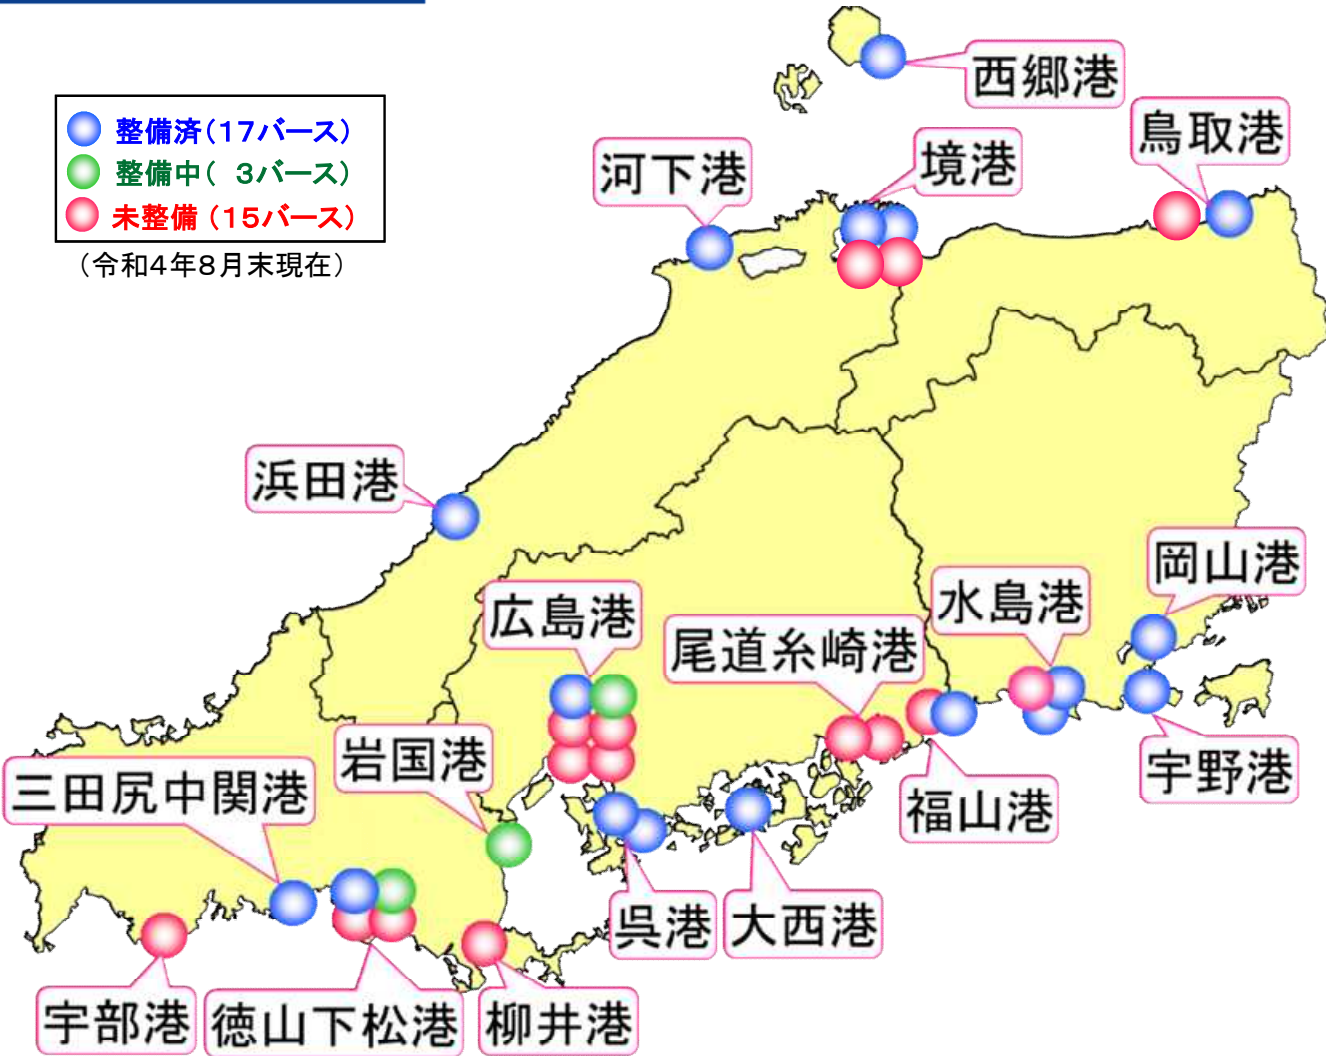 整備済(17バース)
整備中( 3バース)
未整備(15バース)
(令和4年8月末現在)
西郷港
鳥取港
境港
河下港
浜田港
岡山港
水島港
広島港
尾道糸崎港
岩国港
宇野港
三田尻中関港
福山港
呉港
大西港
宇部港
徳山下松港
柳井港